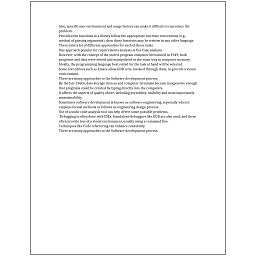 Also, specific user environment and usage history can make it difficult to reproduce the
problem.
Provided the functions in a library follow the appropriate run-time conventions (e.g.,
method of passing arguments), then these functions may be written in any other language.
There exist a lot of different approaches for each of those tasks.
One approach popular for requirements analysis is Use Case analysis.
However, with the concept of the stored-program computer introduced in 1949, both
programs and data were stored and manipulated in the same way in computer memory.
Ideally, the programming language best suited for the task at hand will be selected.
Some text editors such as Emacs allow GDB to be invoked through them, to provide a visual
environment.
There are many approaches to the Software development process.
By the late 1960s, data storage devices and computer terminals became inexpensive enough
that programs could be created by typing directly into the computers.
It affects the aspects of quality above, including portability, usability and most importantly
maintainability.
Sometimes software development is known as software engineering, especially when it
employs formal methods or follows an engineering design process.
Use of a static code analysis tool can help detect some possible problems.
Debugging is often done with IDEs. Standalone debuggers like GDB are also used, and these
often provide less of a visual environment, usually using a command line.
Techniques like Code refactoring can enhance readability.
There are many approaches to the Software development process.